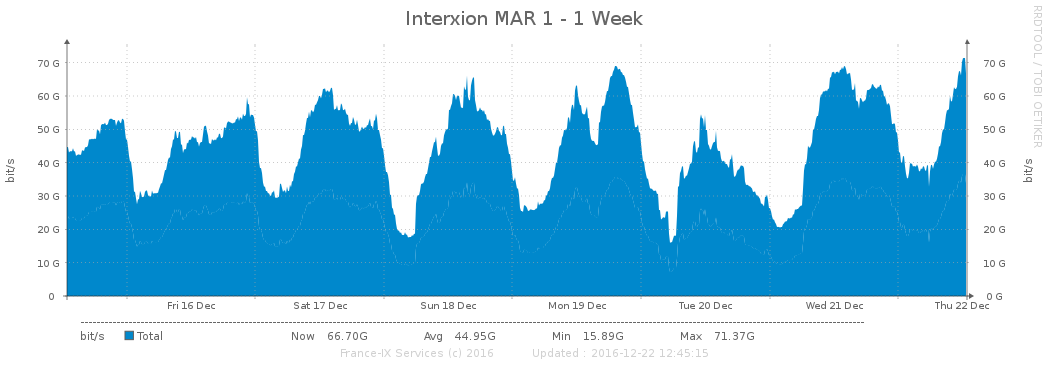 Interxion MAR 1 - 1 Week
RRDTOOL / TOBI OETIKER
bit/s
70 G
60 G
50 G
40 G
30 G
20 G
10 G
0
70 G
60 G
50 G
40 G
30 G
20 G
10 G
0 G
bit/s
Fri 16 Dec Sat 17 Dec Sun 18 Dec Mon 19 Dec Tue 20 Dec Wed 21 Dec Thu 22 Dec
bit/s Total Now 66.70G Avg 44.95G Min 15.89G Max 71.37G
France-IX Services (c) 2016 Updated : 2016-12-22 12:45:15